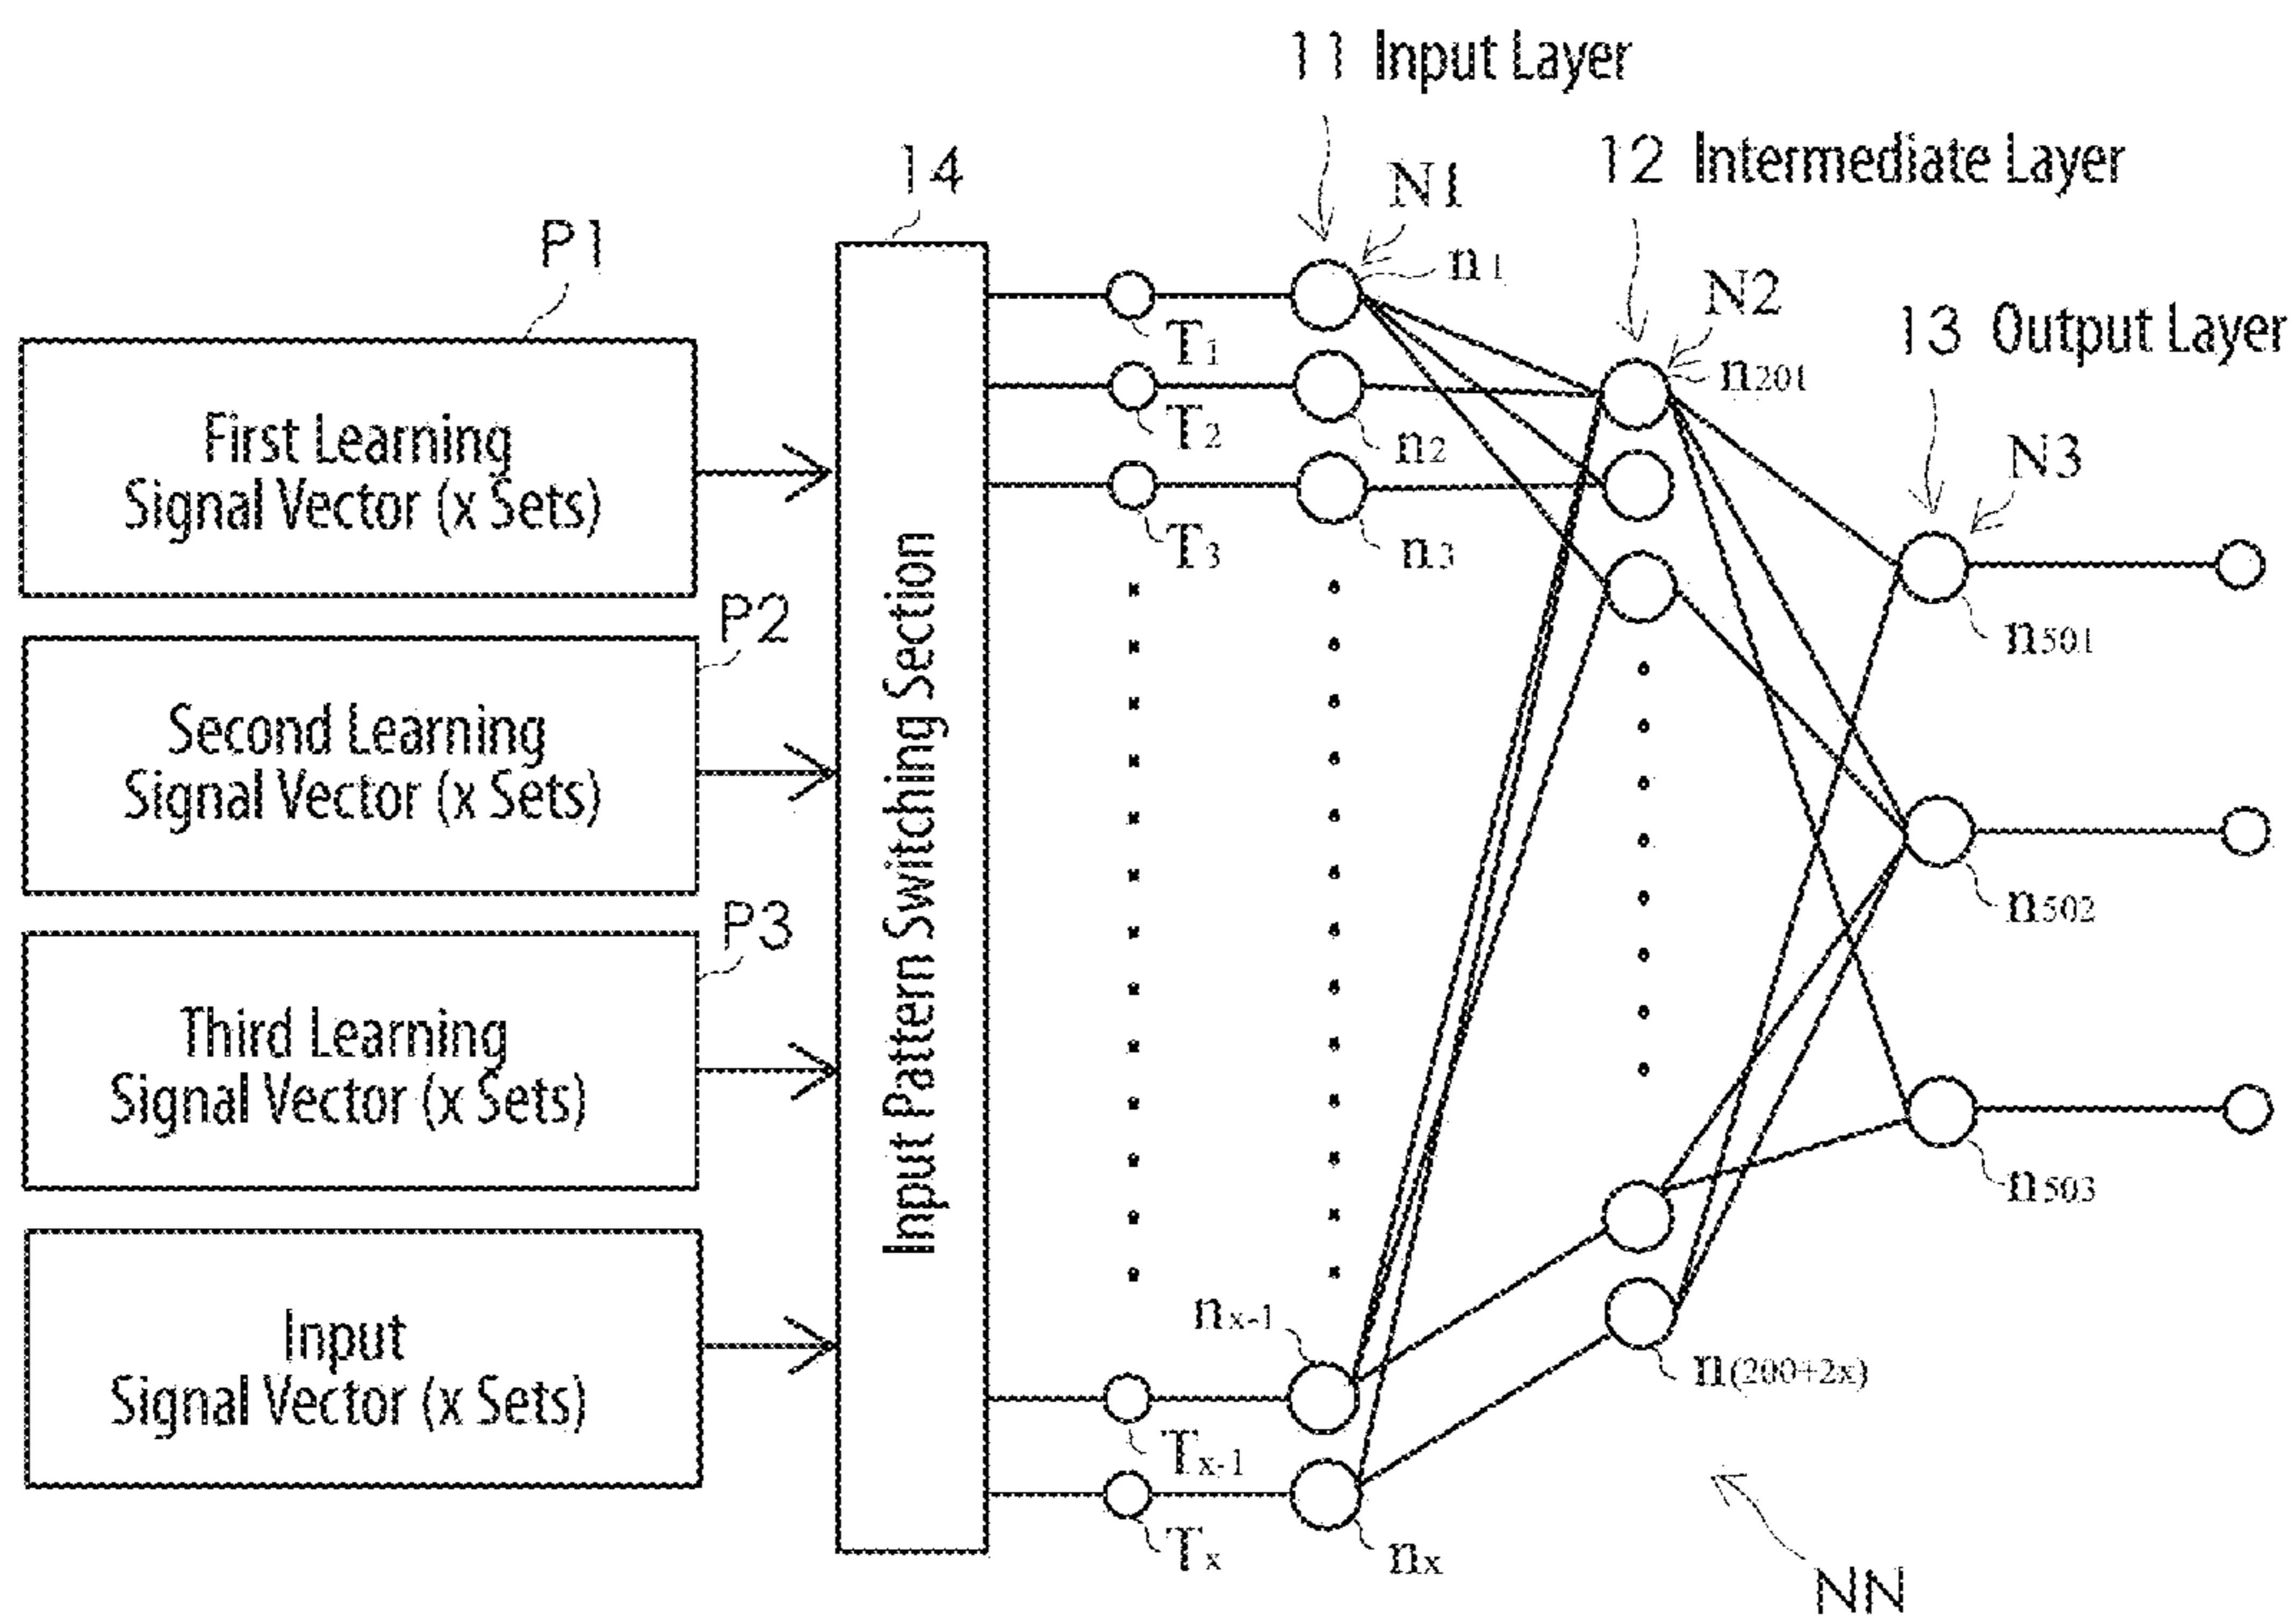 11 Input Layer
12 Intermediate Layer
13 Output Layer
14
N1
n1
N2
n201
N3
P1
First Learning
Signal Vector (x Sets)
P2
Second Learning
Signal Vector (x Sets)
P3
Third Learning
Signal Vector (x Sets)
Input
Signal Vector (x Sets)
Input Pattern Switching Section
T1
T2
n2
T3
n3
n501
n502
n503
nx-1
n(200+2x)
Tx-1
Tx
nx
NN